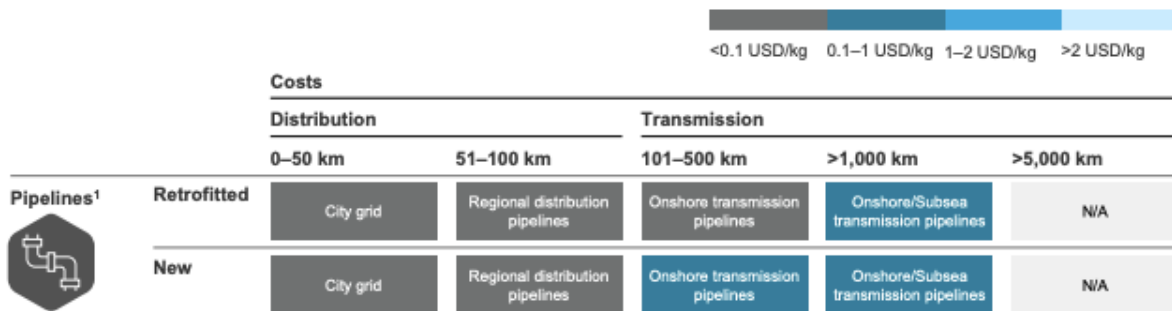 <0.1 USD/kg 0.1–1 USD/kg 1–2 USD/kg >2 USD/kg
Costs
Distribution Transmission
0–50 km 51–100 km 101–500 km >1,000 km >5,000 km
Pipelines¹ Retrofitted
City grid
Regional distribution
pipelines
Onshore transmission
pipelines
Onshore/Subsea
transmission pipelines
N/A
New
City grid
Regional distribution
pipelines
Onshore transmission
pipelines
Onshore/Subsea
transmission pipelines
N/A